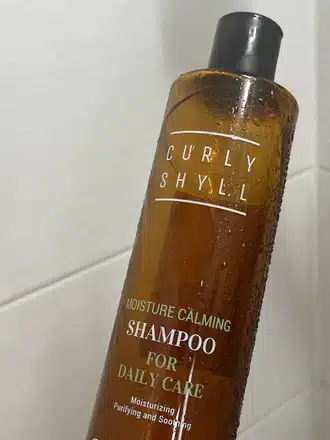 CURLY
SHYLL
MOISTURE CALMING
SHAMPOO
FOR
DAILY CARE
Moisturizing
Purifying and Soothing